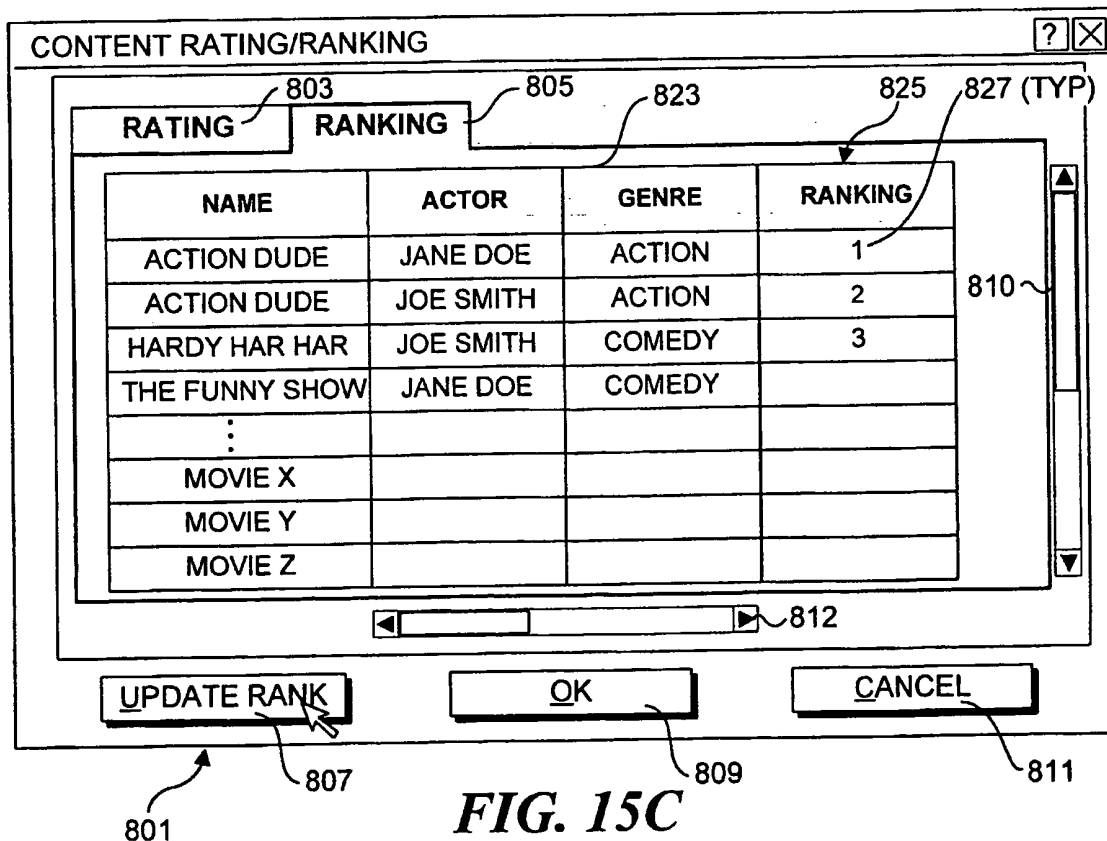 CONTENT RATING/RANKING ?
803 805 823 825 827 (TYP)
RATING RANKING
NAME ACTOR GENRE RANKING
ACTION DUDE JANE DOE ACTION 1
ACTION DUDE JOE SMITH ACTION 2
810
HARDY HAR HAR JOE SMITH COMEDY 3
THE FUNNY SHOW JANE DOE COMEDY
⋮
MOVIE X
MOVIE Y
MOVIE Z
812
UPDATE RANK OK CANCEL
807 809 811
801
FIG. 15C